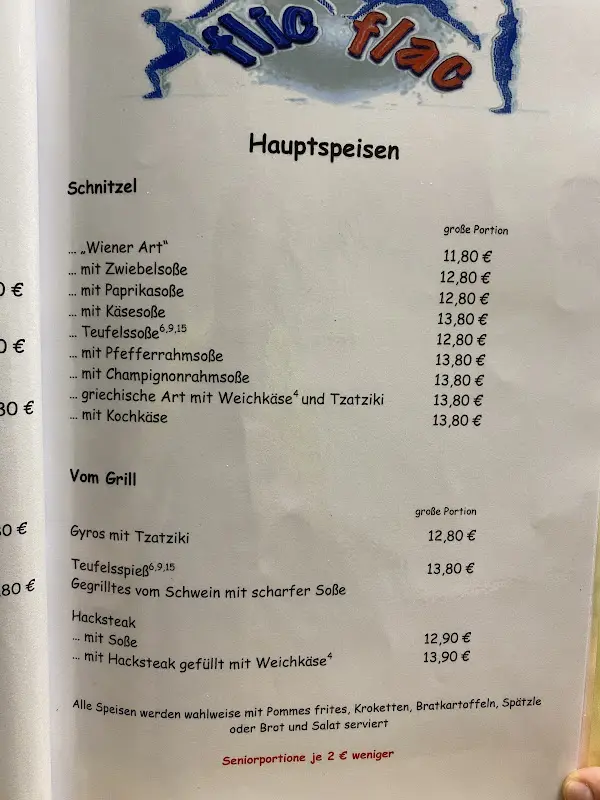 flic flac
Hauptspeisen
Schnitzel
große Portion
... „Wiener Art“ 11,80 €
... mit Zwiebelsoße 12,80 €
... mit Paprikasoße 12,80 €
... mit Käsesoße 13,80 €
... Teufelssoße6,9,15 12,80 €
... mit Pfefferrahmsoße 13,80 €
... mit Champignonrahmsoße 13,80 €
... griechische Art mit Weichkäse4 und Tzatziki 13,80 €
... mit Kochkäse 13,80 €
Vom Grill
große Portion
Gyros mit Tzatziki 12,80 €
Teufelsspieß6,9,15 13,80 €
Gegrilltes vom Schwein mit scharfer Soße
Hacksteak
... mit Soße 12,90 €
... mit Hacksteak gefüllt mit Weichkäse4 13,90 €
Alle Speisen werden wahlweise mit Pommes frites, Kroketten, Bratkartoffeln, Spätzle
oder Brot und Salat serviert
Seniorportione je 2 € weniger